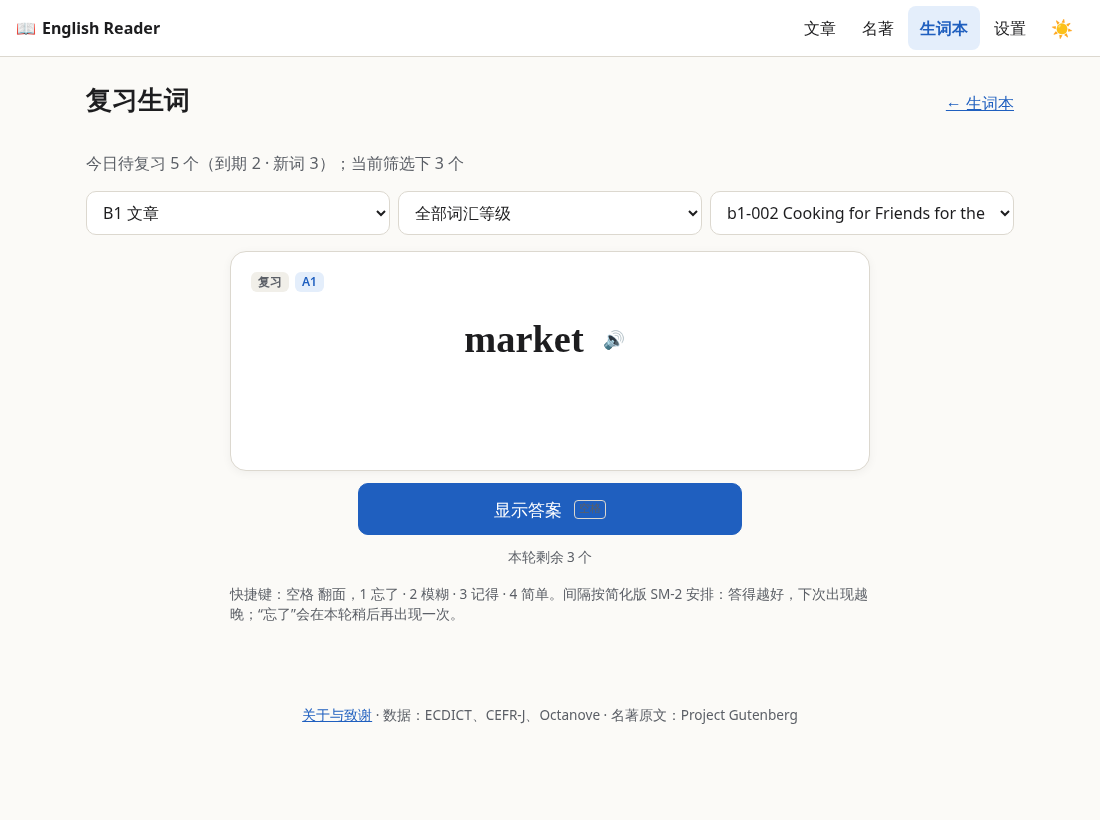 📖 English Reader
文章 名著 生词本 设置 ☀️
复习生词
← 生词本
今日待复习 5 个（到期 2 · 新词 3）；当前筛选下 3 个
B1 文章
全部词汇等级
b1-002 Cooking for Friends for the
复习 A1
market 🔊
显示答案 空格
本轮剩余 3 个
快捷键：空格 翻面，1 忘了 · 2 模糊 · 3 记得 · 4 简单。间隔按简化版 SM-2 安排：答得越好，下次出现越
晚；“忘了”会在本轮稍后再出现一次。
关于与致谢 · 数据：ECDICT、CEFR-J、Octanove · 名著原文：Project Gutenberg